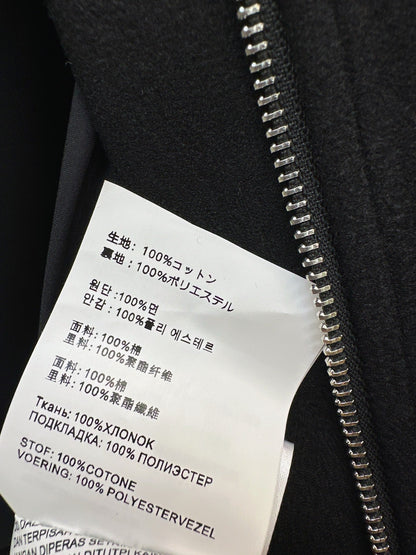 生地: 100%コットン
裏地: 100%ポリエステル
원단 :100%면
안감 :100%폴리 에스테르
面料:100%棉
里料:100%聚酯纤维
面料:100%棉
里料:100%聚酯纖維
Ткань: 100%ХЛОПОК
ПОДКЛАДКА: 100% ПОЛИЭСТЕР
STOF: 100%COTONE
VOERING: 100% POLYESTERVEZEL